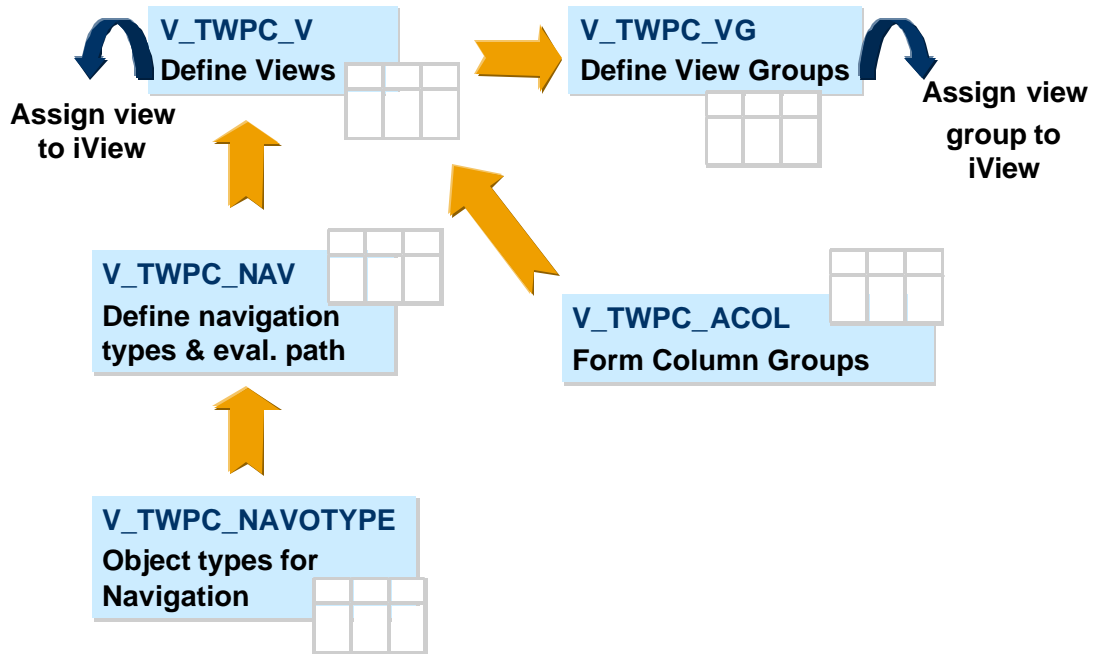 V_TWPC_V
Define Views
V_TWPC_VG
Define View Groups
Assign view
to iView
Assign view
group to
iView
V_TWPC_NAV
Define navigation
types & eval. path
V_TWPC_ACOL
Form Column Groups
V_TWPC_NAVOTYPE
Object types for
Navigation